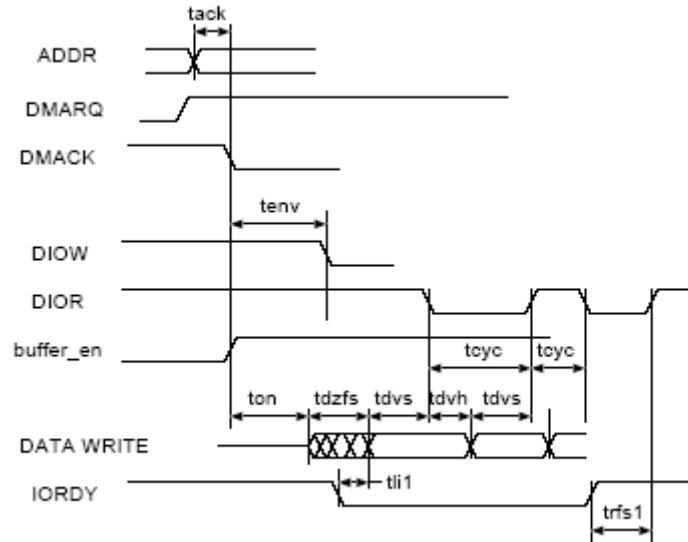 tack
ADDR
DMARQ
DMACK
tenv
DIOW
DIOR
buffer_en
tcyc tcyc
ton tdzfs tdvs tdvh tdvs
DATA WRITE
tli1
IORDY
trfs1